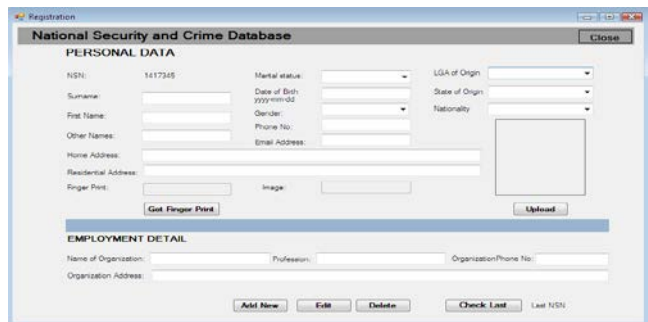 Registration
National Security and Crime Database Close
PERSONAL DATA
NSN: 1417345 Marital status: LGA of Origin
Surname: Date of Birth yyyy-mm-dd State of Origin
First Name: Gender: Nationality
Phone No:
Other Names: Email Address:
Home Address:
Residential Address:
Finger Print: Image:
Get Finger Print Upload
EMPLOYMENT DETAIL
Name of Organization: Profession: OrganizationPhone No:
Organization Address:
Add New Edit Delete Check Last Last NSN